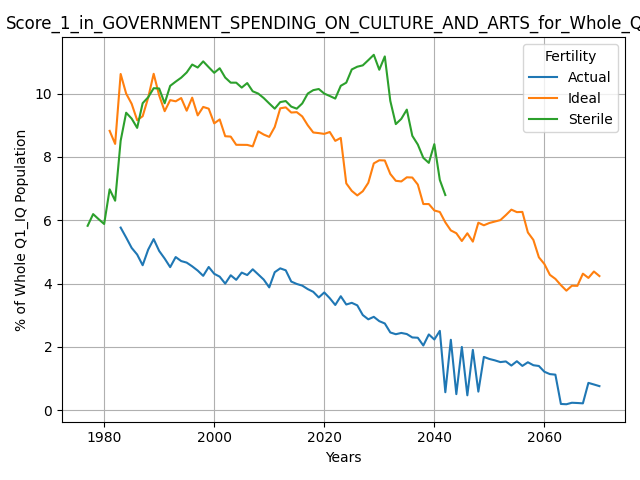 Score_1_in_GOVERNMENT_SPENDING_ON_CULTURE_AND_ARTS_for_Whole_Q
Fertility
Actual
Ideal
Sterile
% of Whole Q1_IQ Population
10
8
6
4
2
0
1980 2000 2020 2040 2060
Years